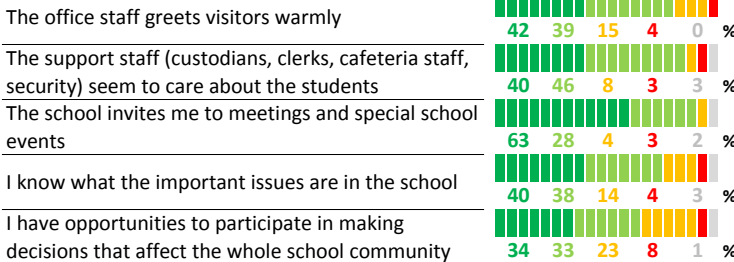 The office staff greets visitors warmly
42 39 15 4 0 %
The support staff (custodians, clerks, cafeteria staff,
security) seem to care about the students
40 46 8 3 3 %
The school invites me to meetings and special school
events
63 28 4 3 2 %
I know what the important issues are in the school
40 38 14 4 3 %
I have opportunities to participate in making
decisions that affect the whole school community
34 33 23 8 1 %